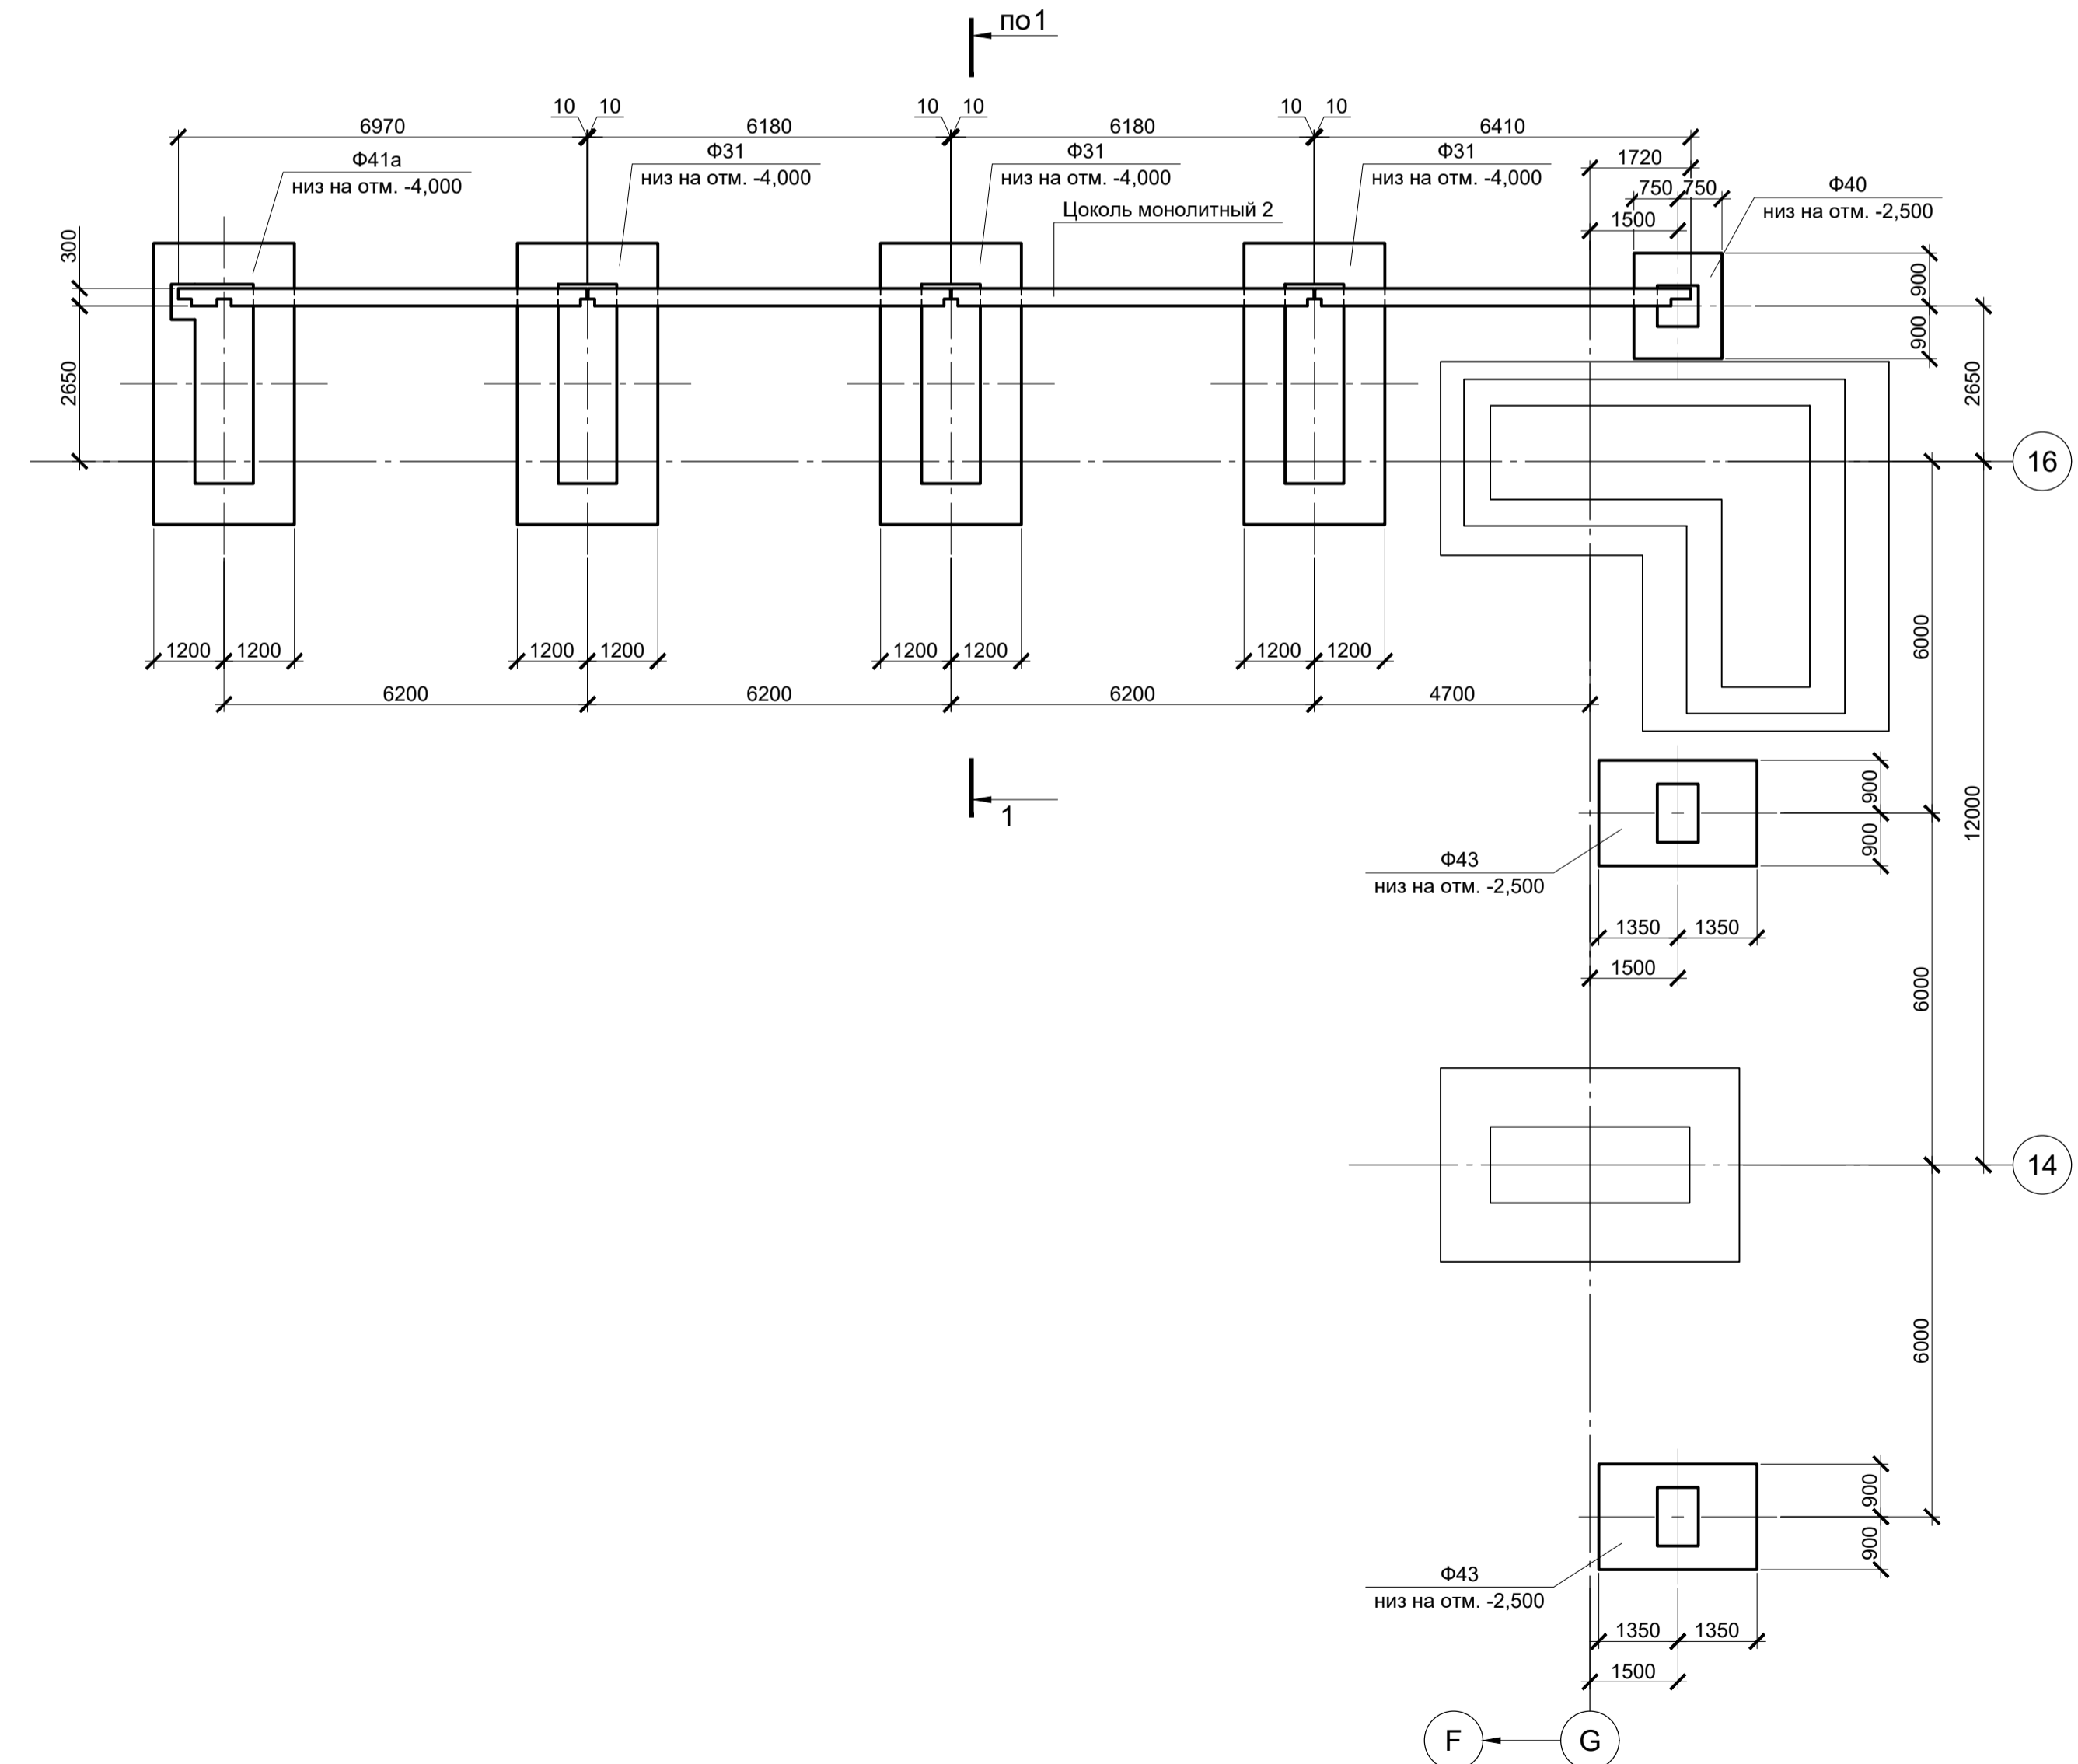 по1
10 10
10 10
10 10
6970
6180
6180
6410
Ф41а
низ на отм. -4,000
Ф31
низ на отм. -4,000
Ф31
низ на отм. -4,000
Ф31
низ на отм. -4,000
1720
750 750
1500
Ф40
низ на отм. -2,500
Цоколь монолитный 2
300
2650
900
900
2650
16
1200 1200
1200 1200
1200 1200
1200 1200
6200
6200
6200
4700
6000
1
900
900
12000
Ф43
низ на отм. -2,500
1350 1350
1500
6000
14
6000
900
900
Ф43
низ на отм. -2,500
1350 1350
1500
F
G